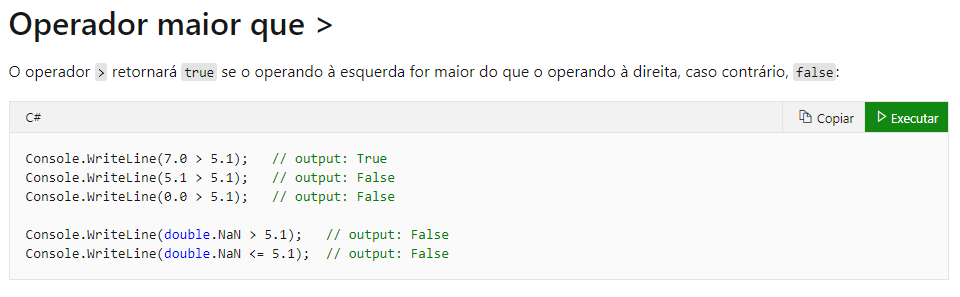 Operador maior que >
O operador > retornará true se o operando à esquerda for maior do que o operando à direita, caso contrário, false:
C#
Copiar
Executar
Console.WriteLine(7.0 > 5.1);   // output: True
Console.WriteLine(5.1 > 5.1);   // output: False
Console.WriteLine(0.0 > 5.1);   // output: False
Console.WriteLine(double.NaN > 5.1);   // output: False
Console.WriteLine(double.NaN <= 5.1);  // output: False